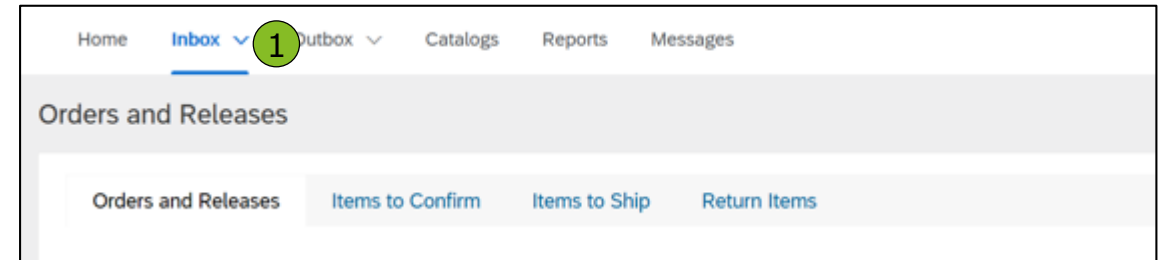 Home Inbox 1 Outbox Catalogs Reports Messages
Orders and Releases
Orders and Releases Items to Confirm Items to Ship Return Items